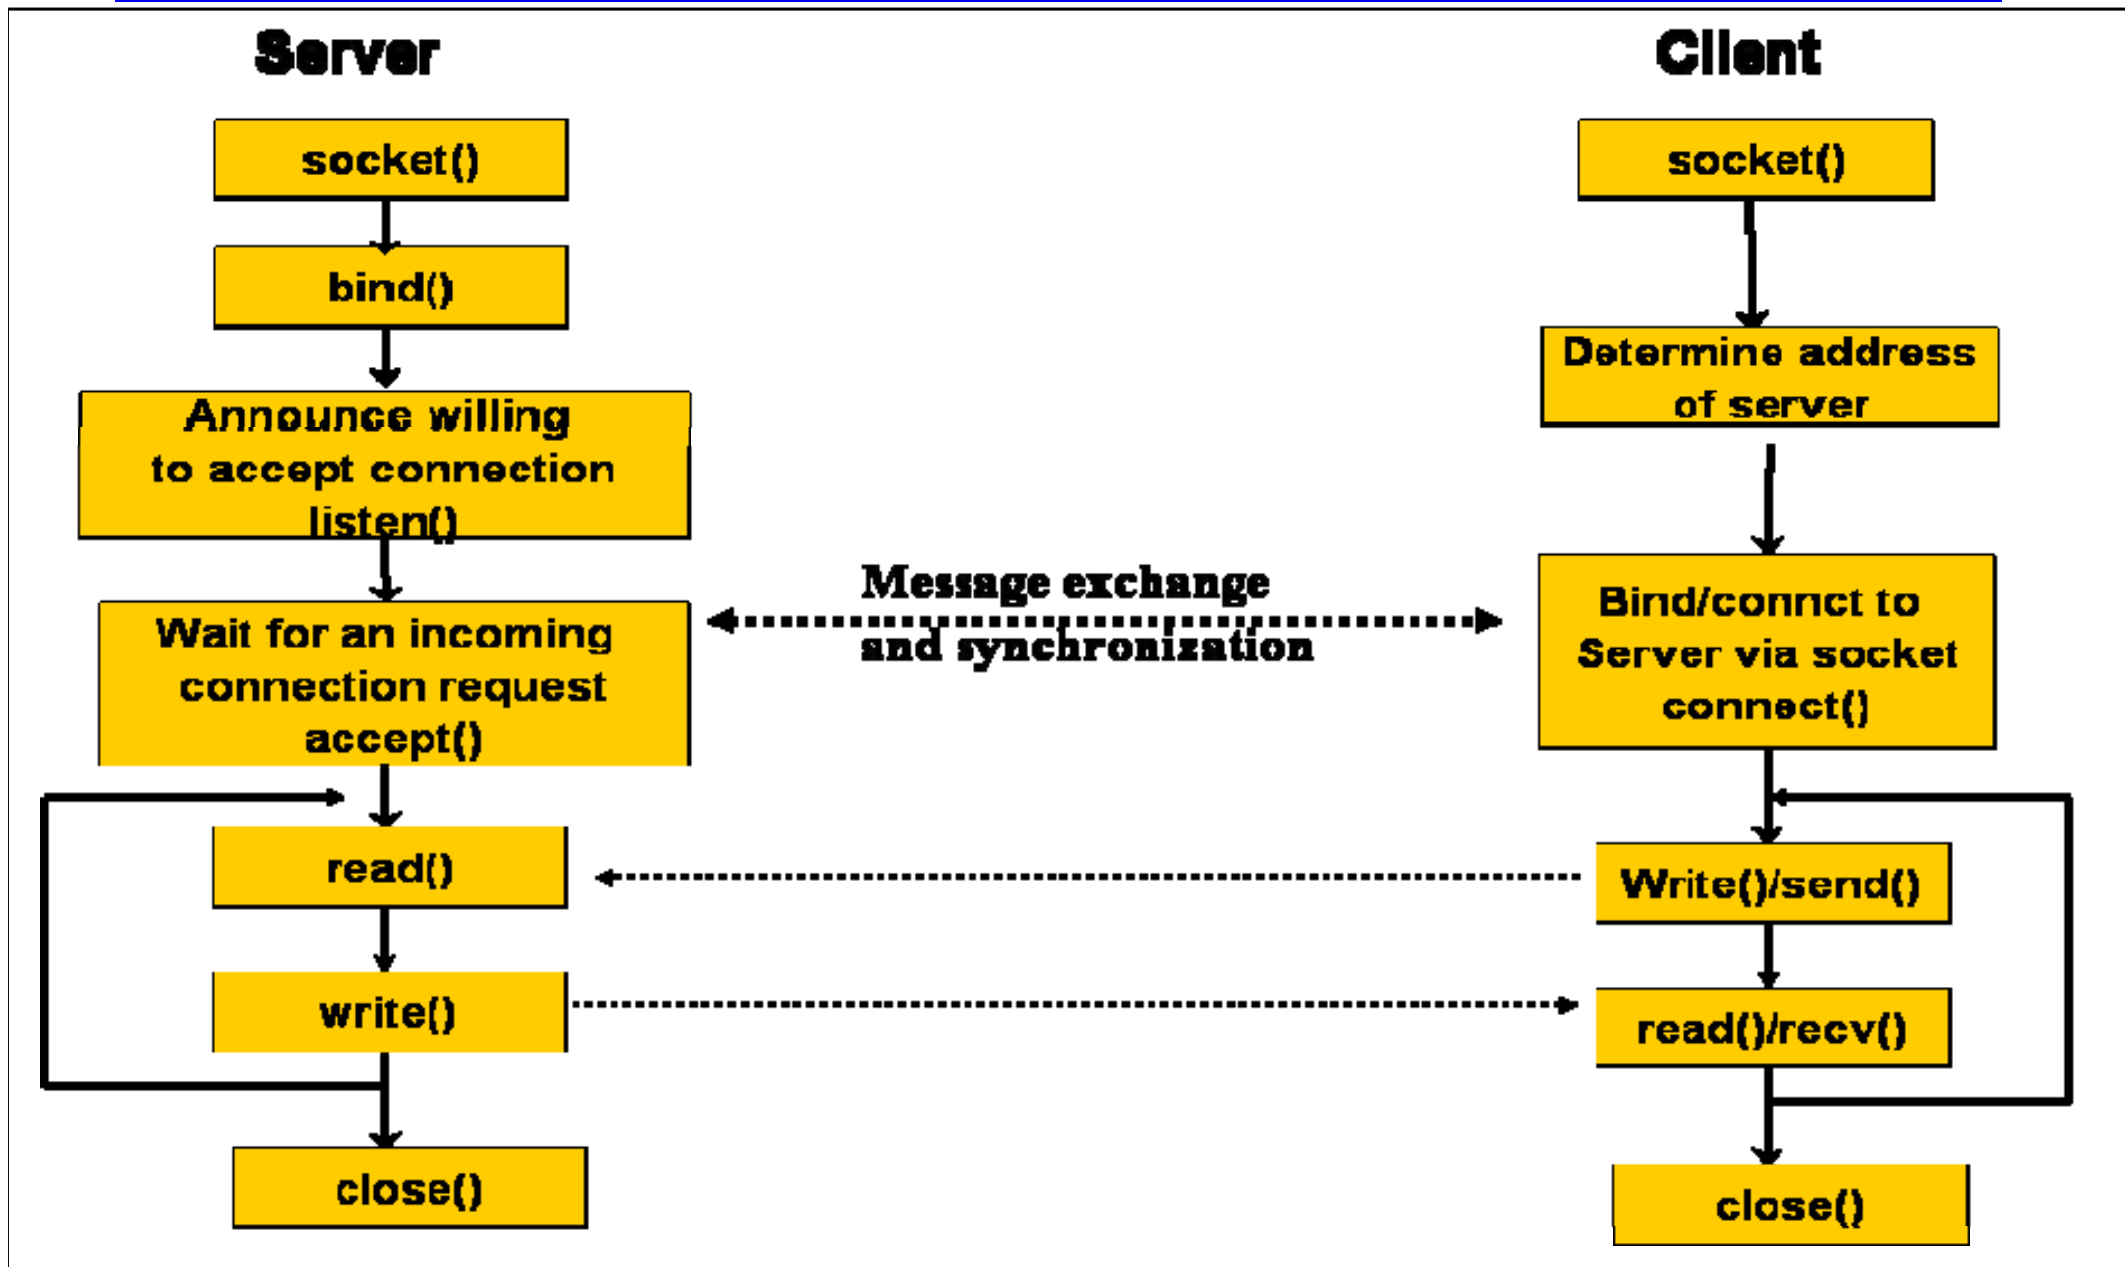 Server
socket()
bind()
Announce willing
to accept connection
listen()
Wait for an incoming
connection request
accept()
read()
write()
close()
Message exchange
and synchronization
Client
socket()
Determine address
of server
Bind/connct to
Server via socket
connect()
Write()/send()
read()/recv()
close()